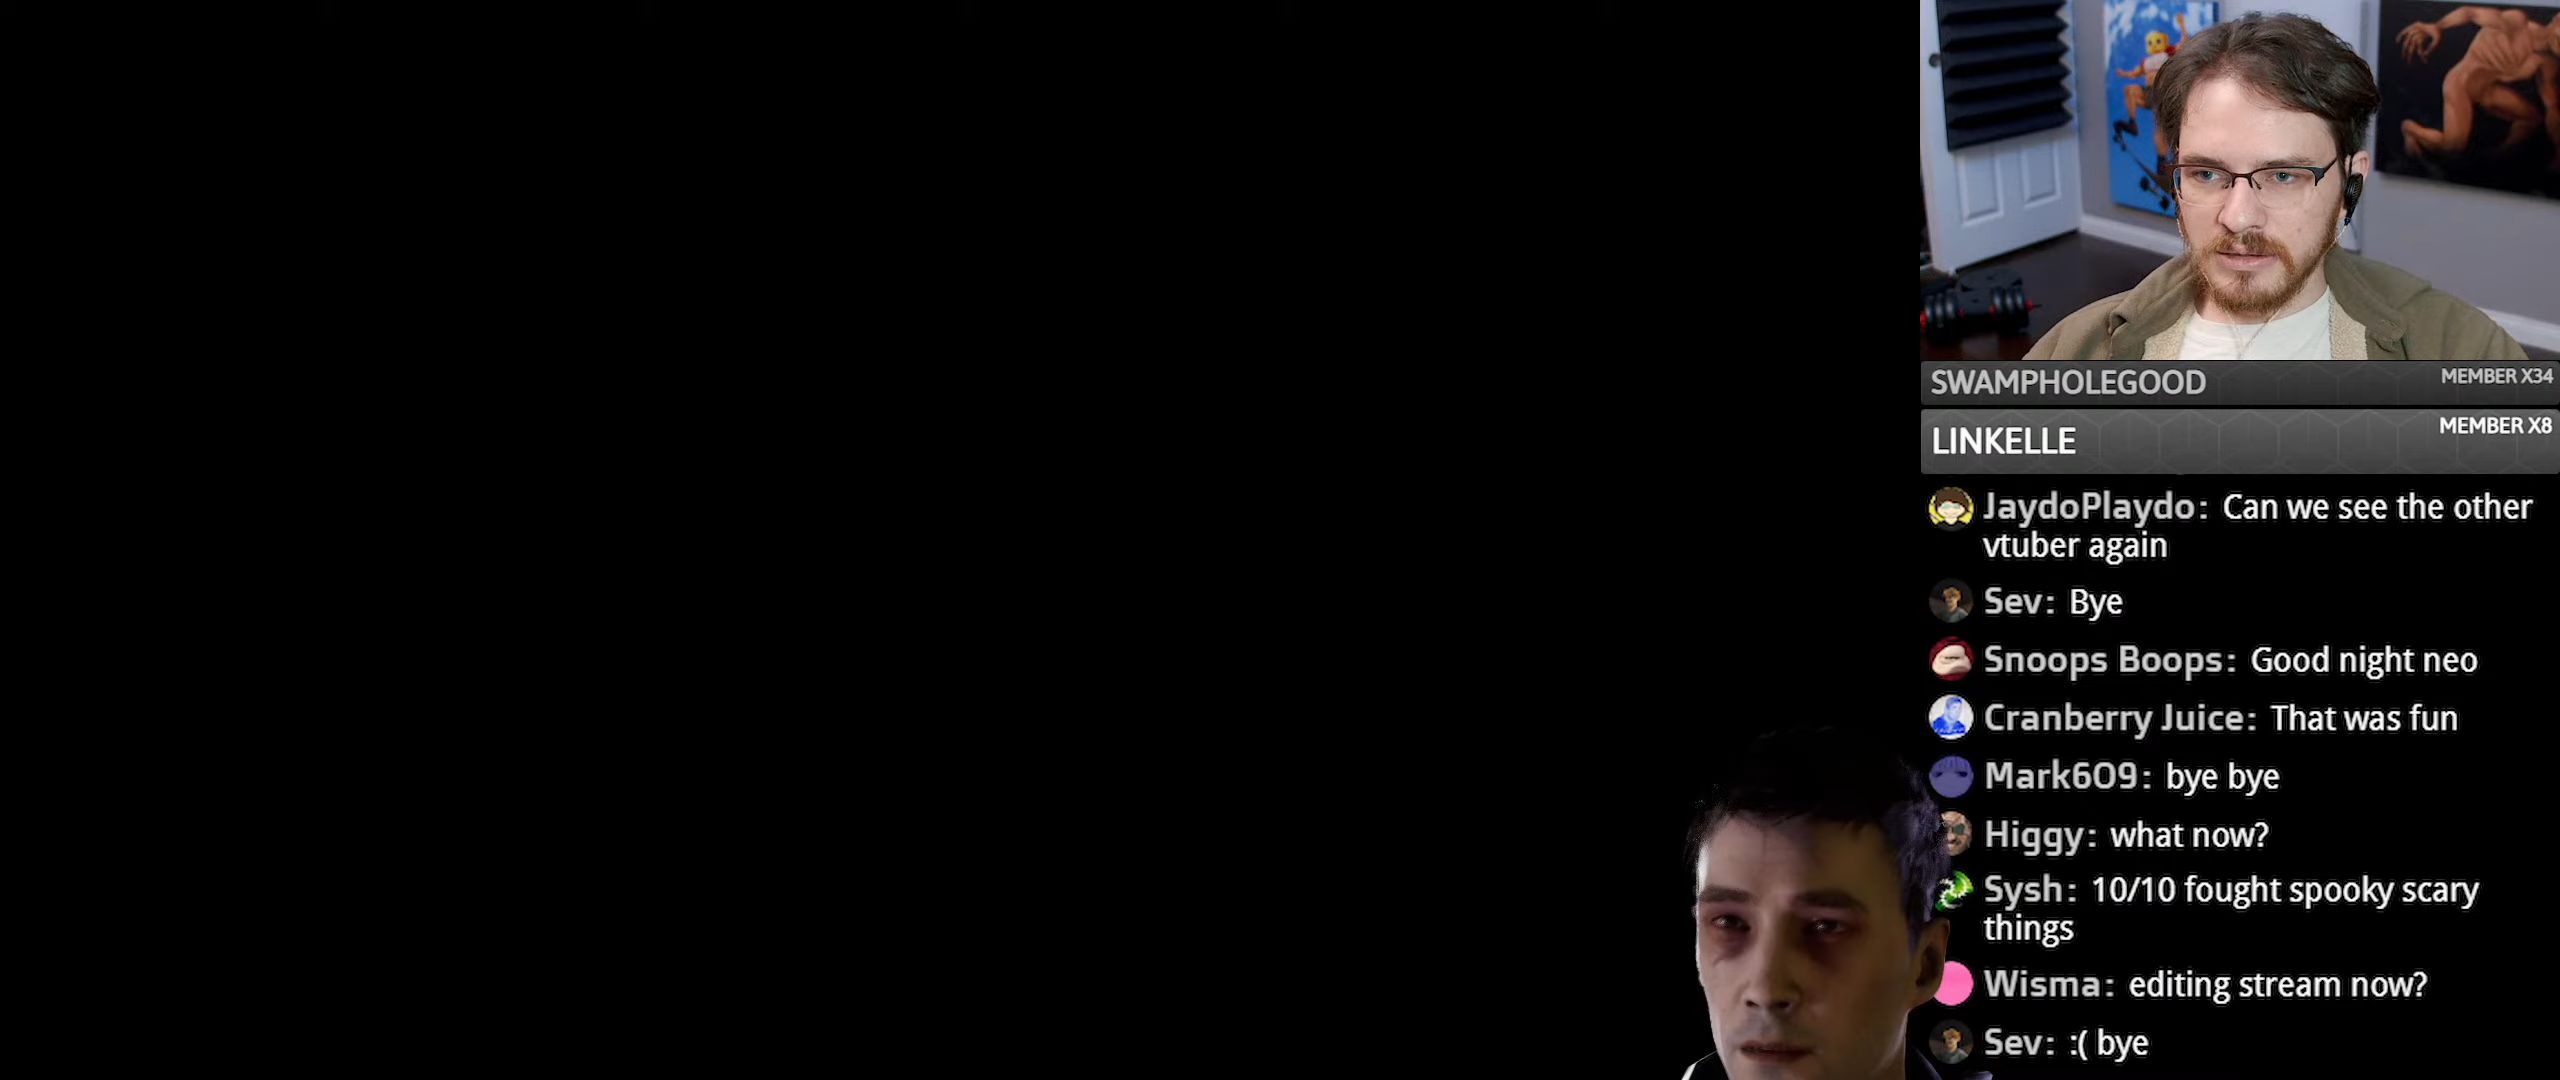 SWAMPHOLEGOOD
MEMBER X34
LINKELLE
MEMBER X8
JaydoPlaydo: Can we see the other
vtuber again
Sev: Bye
Snoops Boops: Good night neo
Cranberry Juice: That was fun
Mark609: bye bye
Higgy: what now?
Sysh: 10/10 fought spooky scary
things
Wisma: editing stream now?
Sev: :( bye